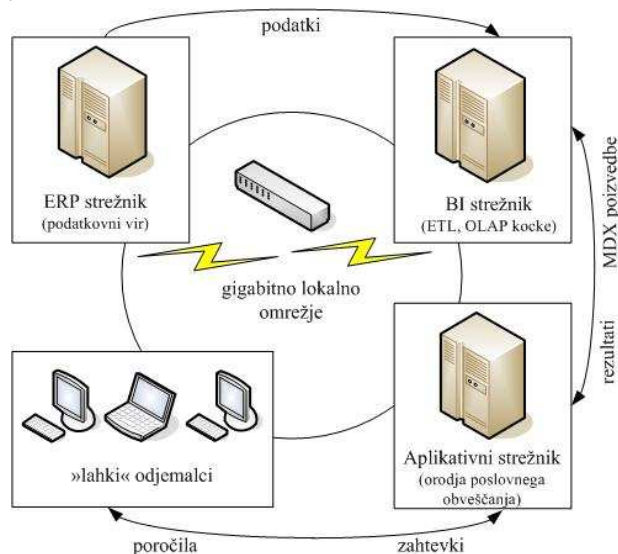 podatki
ERP strežnik
(podatkovni vir)
BI strežnik
(ETL, OLAP kocke)
MDX poizvedbe
rezultati
gigabitno lokalno
omrežje
»lahki« odjemalci
Aplikativni strežnik
(orodja poslovnega
obveščanja)
poročila
zahtevki